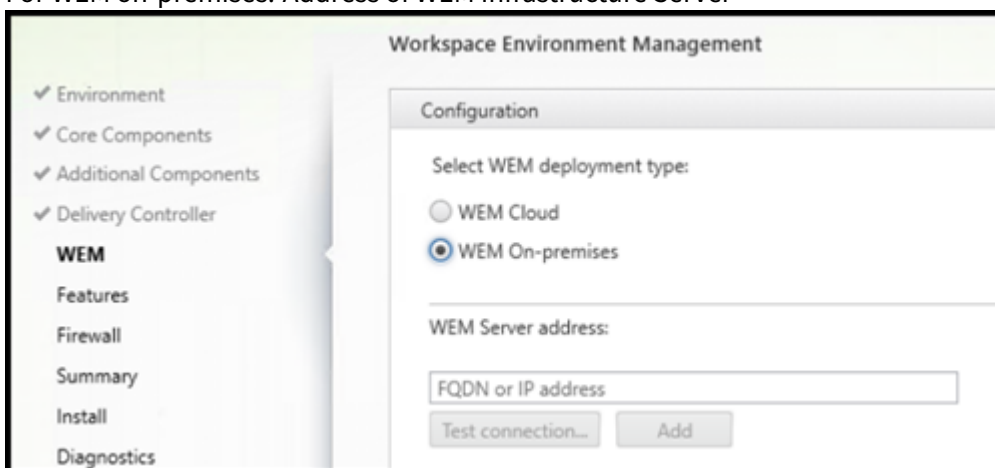 For WEM on-premises: Address of WEM Infrastructure Server
Workspace Environment Management
✔ Environment
✔ Core Components
✔ Additional Components
✔ Delivery Controller
WEM
Features
Firewall
Summary
Install
Diagnostics
Configuration
Select WEM deployment type:
WEM Cloud
WEM On-premises
WEM Server address:
FQDN or IP address
Test connection... Add